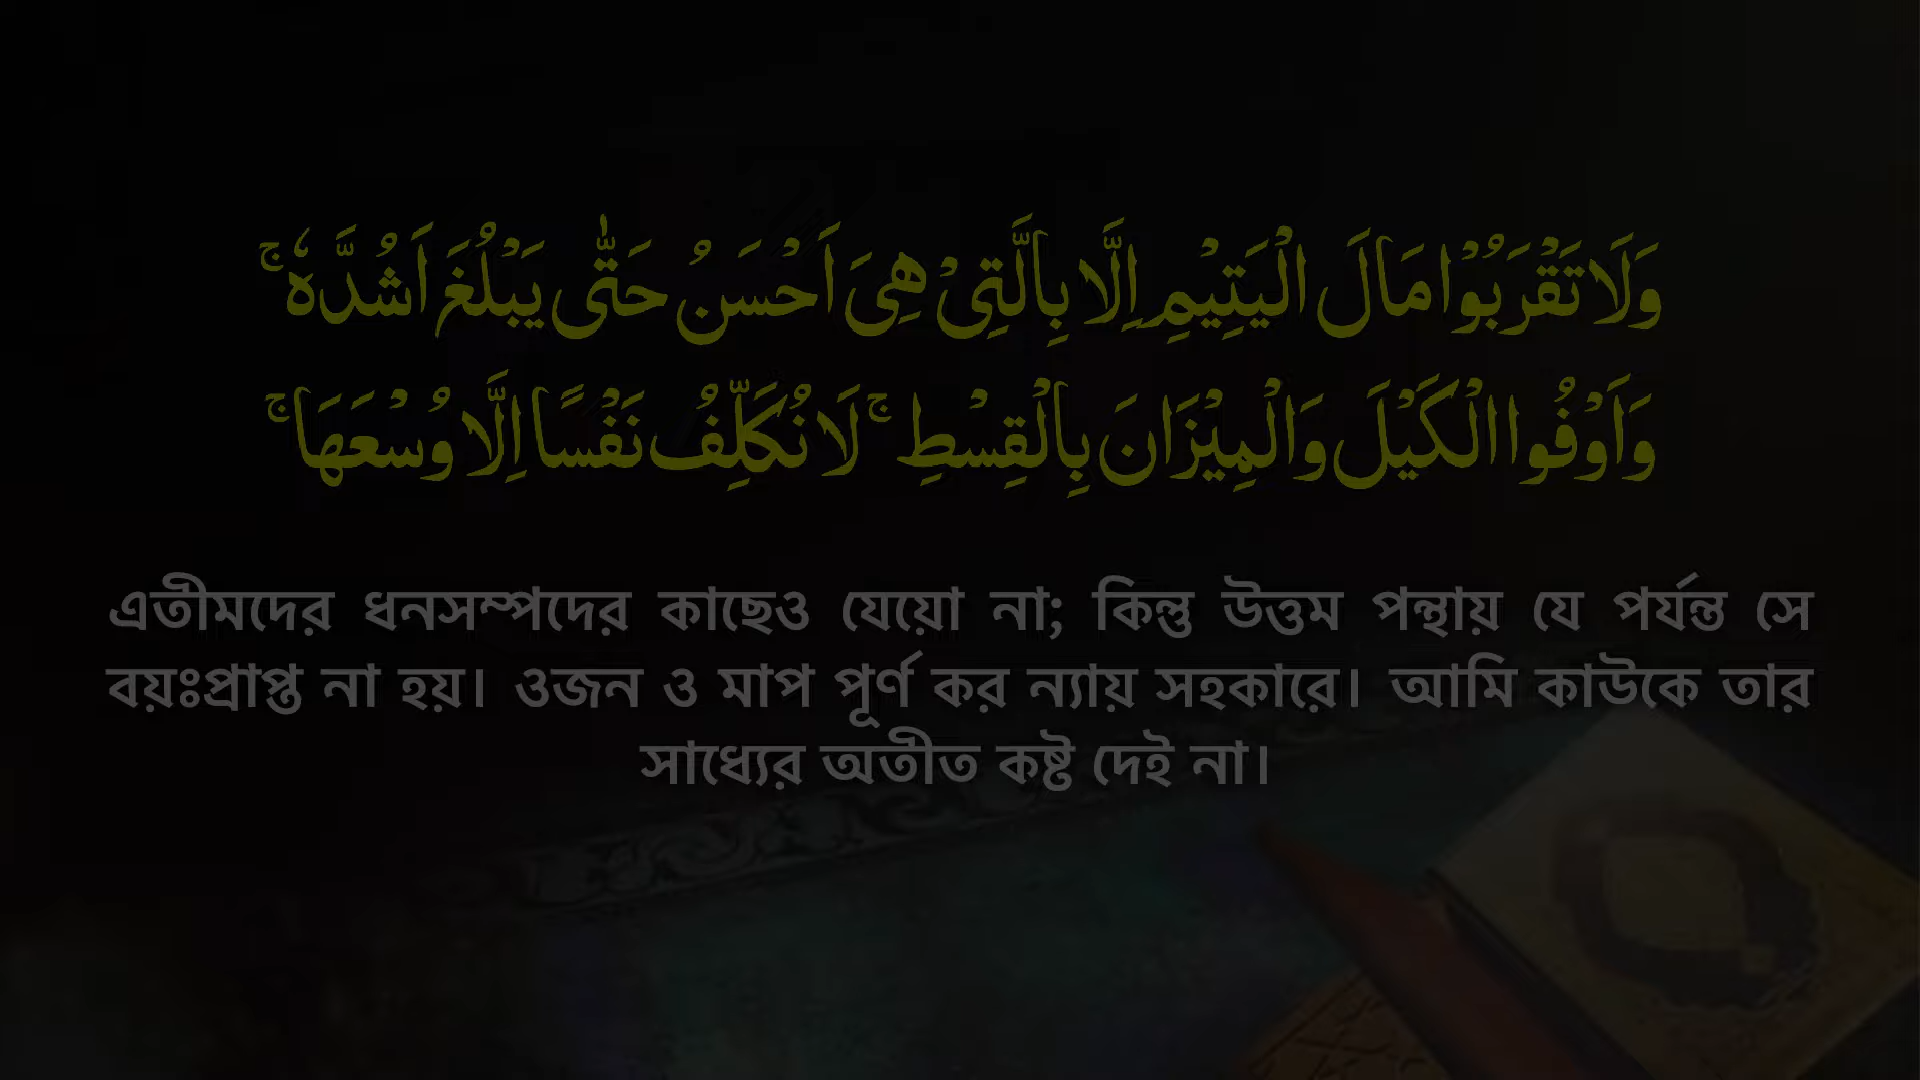 وَلَا تَقْرَبُوْا مَالَ الْيَتِيْمِ اِلَّا بِالَّتِىْ هِىَ اَحْسَنُ حَتّٰى يَبْلُغَ اَشُدَّهٗ ۚ
وَاَوْفُوا الْكَيْلَ وَالْمِيْزَانَ بِالْقِسْطِ ۚ لَا نُكَلِّفُ نَفْسًا اِلَّا وُسْعَهَا ۚ
এতীমদের ধনসম্পদের কাছেও যেয়ো না; কিন্তু উত্তম পন্থায় যে পর্যন্ত সে
বয়ঃপ্রাপ্ত না হয়। ওজন ও মাপ পূর্ণ কর ন্যায় সহকারে। আমি কাউকে তার
সাধ্যের অতীত কষ্ট দেই না।